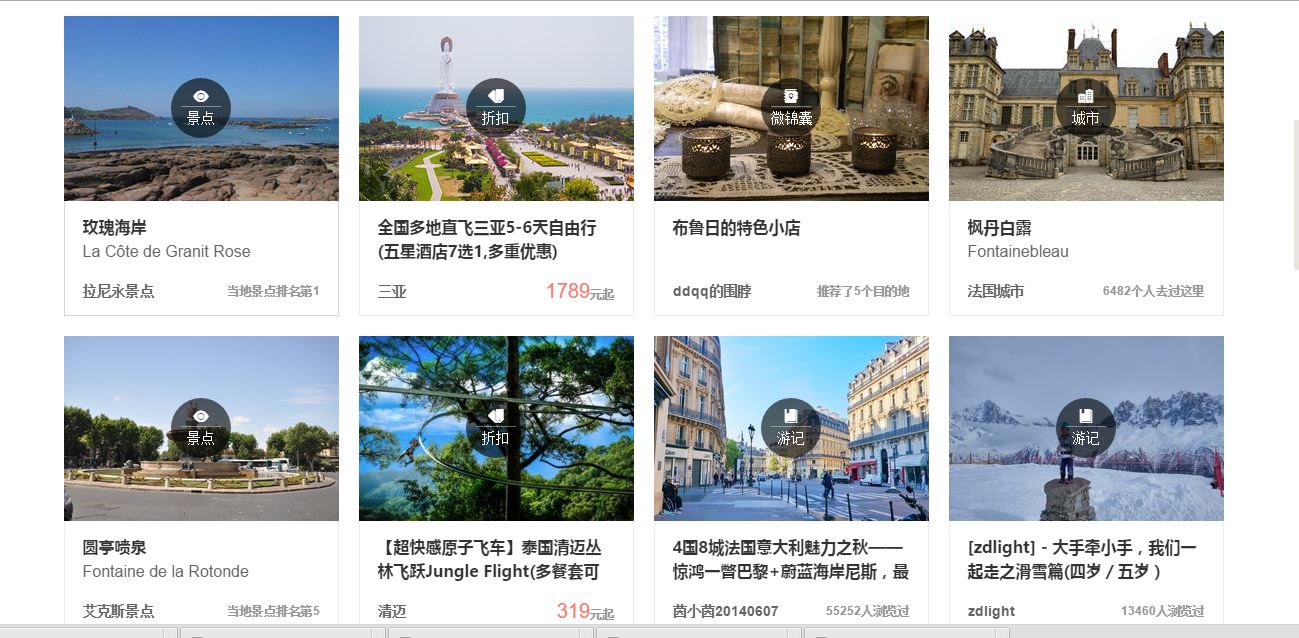 景点
折扣
微锦囊
城市
玫瑰海岸
La Côte de Granit Rose
拉尼永景点
当地景点排名第1
全国多地直飞三亚5-6天自由行
(五星酒店7选1,多重优惠)
三亚
1789元起
布鲁日的特色小店
ddqq的围脖
推荐了5个目的地
枫丹白露
Fontainebleau
法国城市
6482个人去过这里
景点
折扣
游记
游记
圆亭喷泉
Fontaine de la Rotonde
艾克斯景点
当地景点排名第5
【超快感原子飞车】泰国清迈丛
林飞跃Jungle Flight(多餐套可
清迈
319元起
4国8城法国意大利魅力之秋——
惊鸿一瞥巴黎+蔚蓝海岸尼斯，最
茵小茵20140607
55252人浏览过
[zdlight] - 大手牵小手，我们一
起走之滑雪篇(四岁 / 五岁 )
zdlight
13460人浏览过